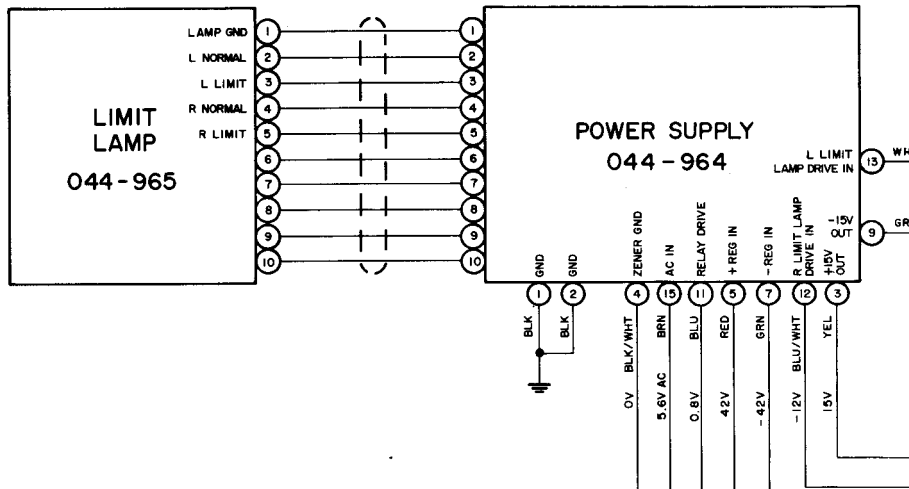 LAMP GND 1 1
L NORMAL 2 2
L LIMIT 3 3
R NORMAL 4 4
R LIMIT 5 5
6 6
7 7
8 8
9 9
10 10
LIMIT
LAMP
044-965
POWER SUPPLY
044-964
L LIMIT
LAMP DRIVE IN
13
-15V
OUT
9
GND
GND
ZENER GND
AC IN
RELAY DRIVE
+REG IN
-REG IN
R LIMIT LAMP
DRIVE IN
+15V
OUT
1 2 4 15 11 5 7 12 3
BLK
BLK
BLK/WHT
BRN
BLU
RED
GRN
BLU/WHT
YEL
0V
5.6V AC
0.8V
42V
-42V
-12V
15V